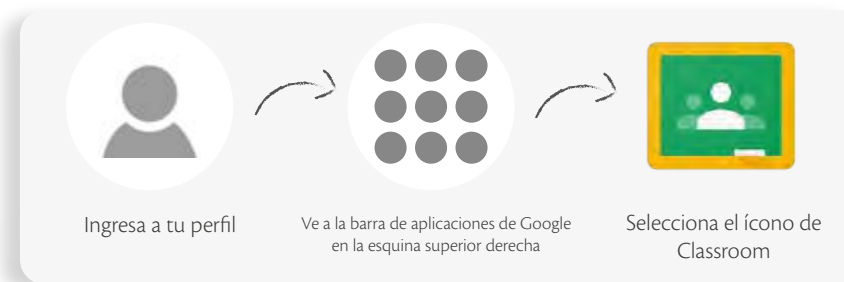 Ingresa a tu perfil
Ve a la barra de aplicaciones de Google
en la esquina superior derecha
Selecciona el ícono de
Classroom